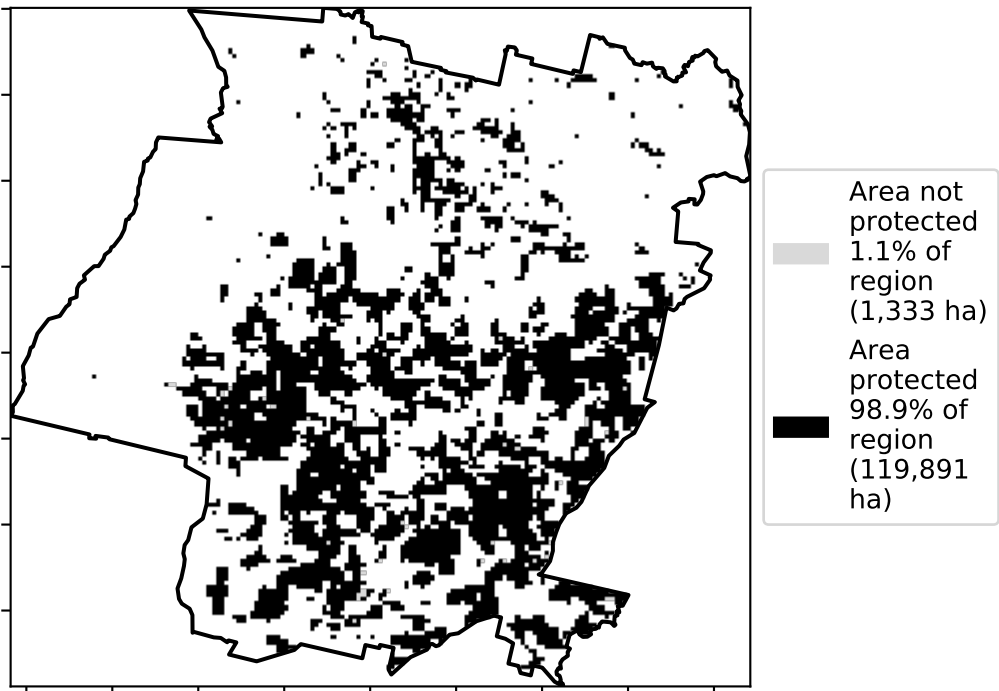 Area not
protected
1.1% of
region
(1,333 ha)
Area
protected
98.9% of
region
(119,891
ha)